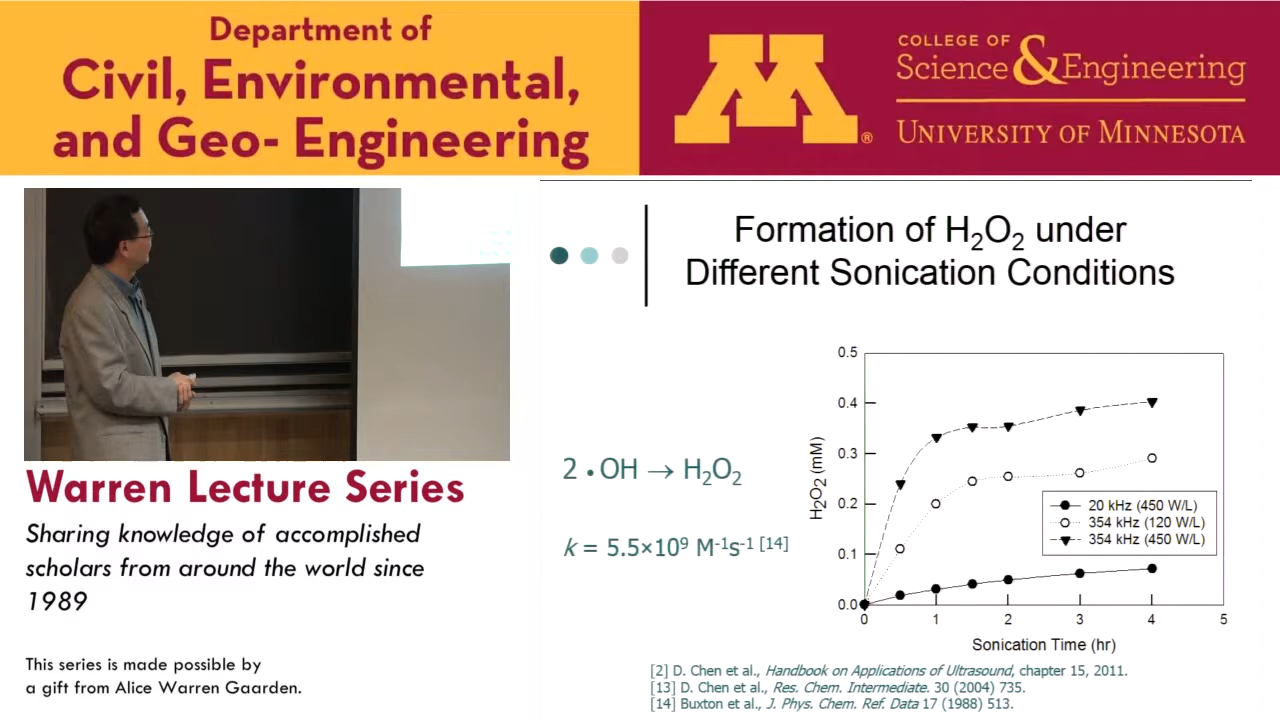 Department of
Civil, Environmental,
and Geo- Engineering
M®
COLLEGE OF
Science & Engineering
UNIVERSITY OF MINNESOTA
Formation of H₂O₂ under
Different Sonication Conditions
2 • OH → H₂O₂
k = 5.5×10⁹ M⁻¹s⁻¹ [14]
H₂O₂ (mM)
0.5
0.4
0.3
0.2
0.1
0.0
20 kHz (450 W/L)
354 kHz (120 W/L)
354 kHz (450 W/L)
0 1 2 3 4 5
Sonication Time (hr)
[2] D. Chen et al., Handbook on Applications of Ultrasound, chapter 15, 2011.
[13] D. Chen et al., Res. Chem. Intermediate. 30 (2004) 735.
[14] Buxton et al., J. Phys. Chem. Ref. Data 17 (1988) 513.
Warren Lecture Series
Sharing knowledge of accomplished
scholars from around the world since
1989
This series is made possible by
a gift from Alice Warren Gaarden.